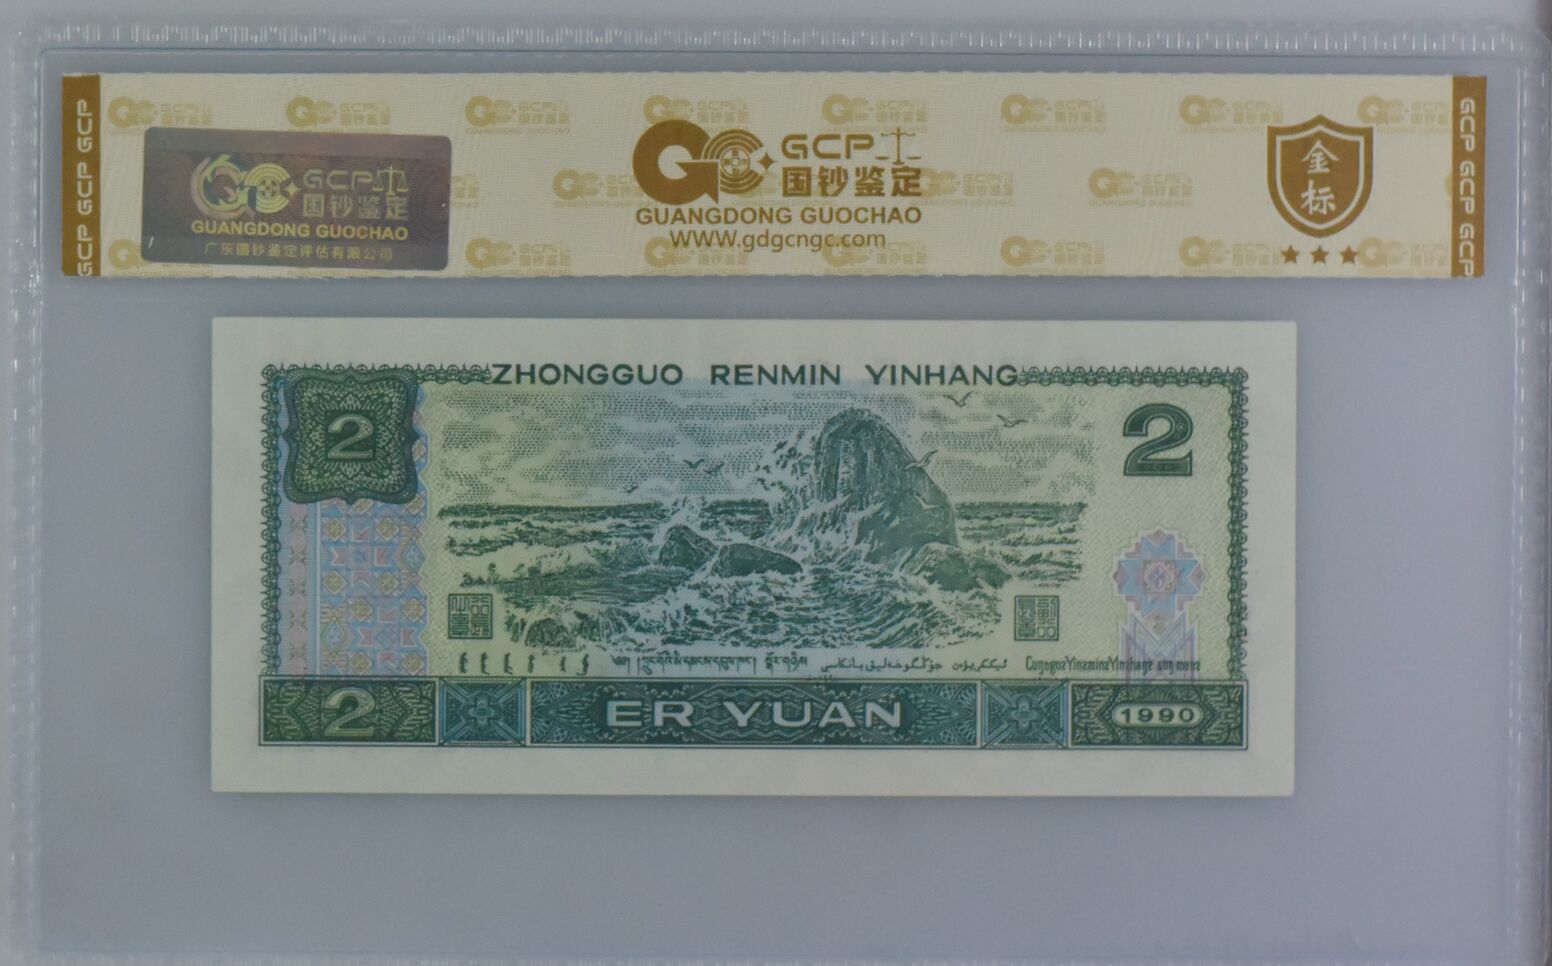 GCP GCP GCP
GCP
国钞鉴定
GUANGDONG GUOCHAO
广东国钞鉴定评估有限公司
GCP
国钞鉴定
GUANGDONG GUOCHAO
WWW.gdgcngc.com
金
标
GCP GCP GCP
ZHONGGUO RENMIN YINHANG
2
2
2
ER YUAN
1990